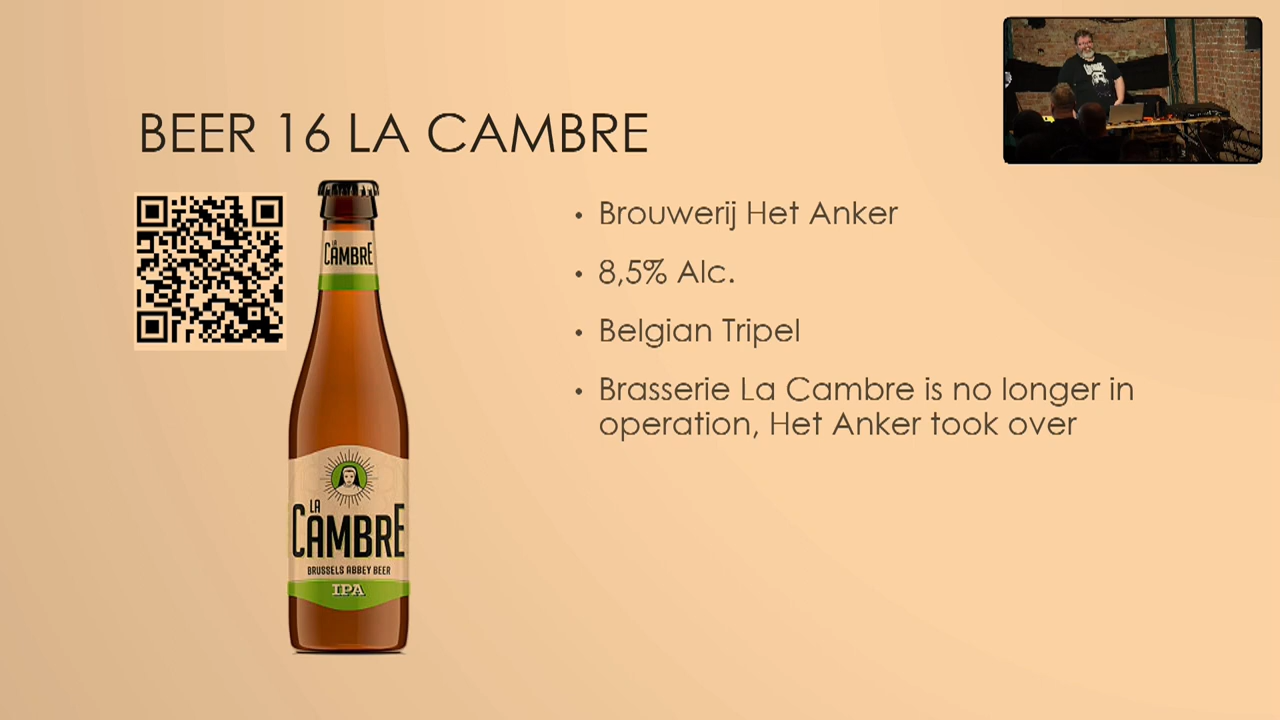 BEER 16 LA CAMBRE
Brouwerij Het Anker
8,5% Alc.
Belgian Tripel
Brasserie La Cambre is no longer in
operation, Het Anker took over
LA
CAMBRE
LA
CAMBRE
BRUSSELS ABBEY BEER
IPA